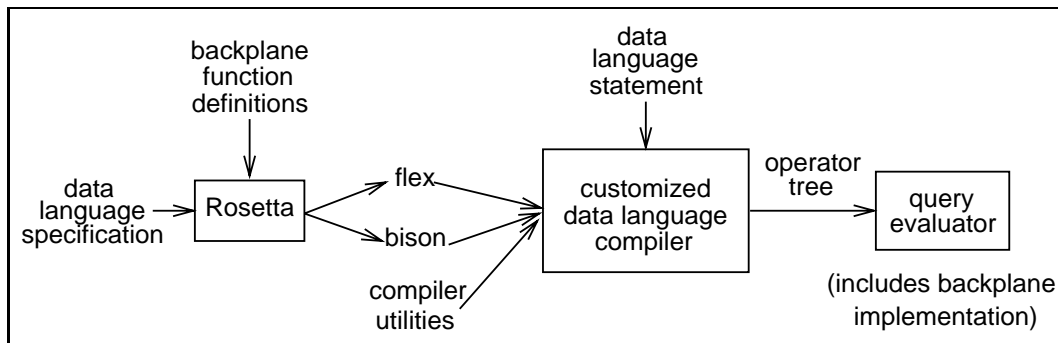 backplane
function
definitions
data
language
specification
Rosetta
flex
bison
compiler
utilities
data
language
statement
customized
data language
compiler
operator
tree
query
evaluator
(includes backplane
implementation)